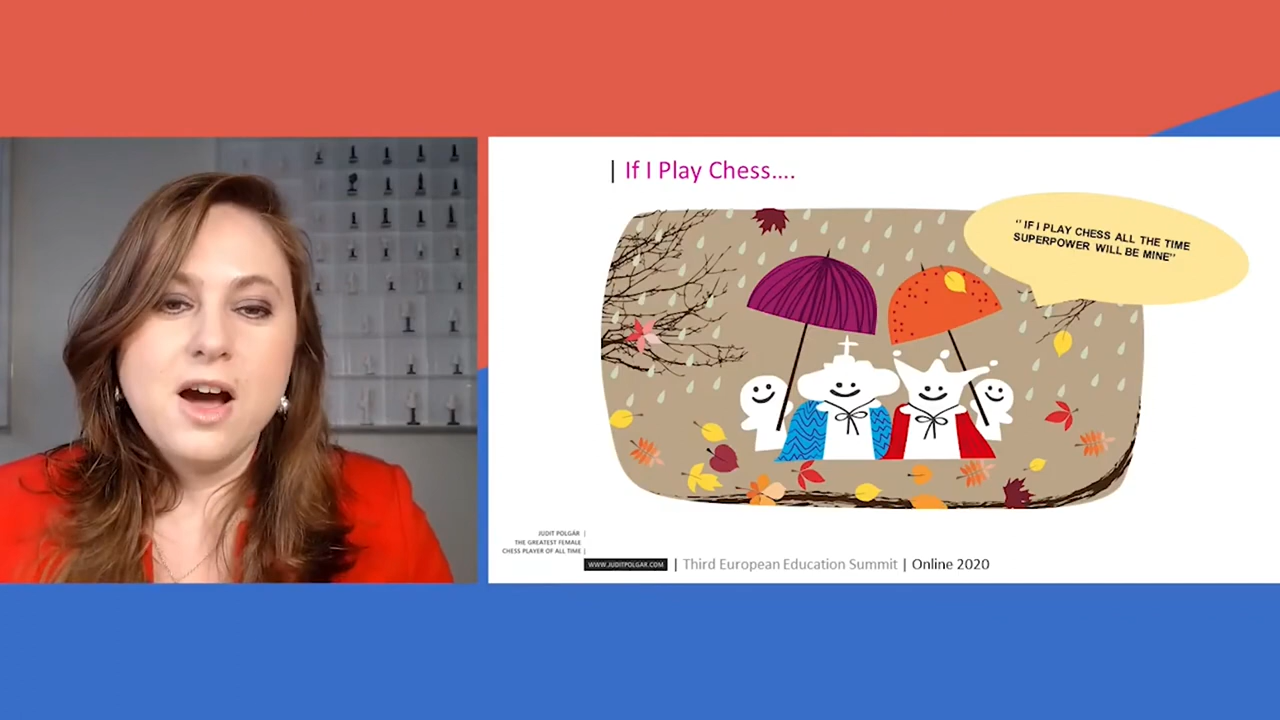 | If I Play Chess....
“ IF I PLAY CHESS ALL THE TIME
SUPERPOWER WILL BE MINE”
JUDIT POLGÁR |
THE GREATEST FEMALE
CHESS PLAYER OF ALL TIME |
WWW.JUDITPOLGAR.COM | Third European Education Summit | Online 2020